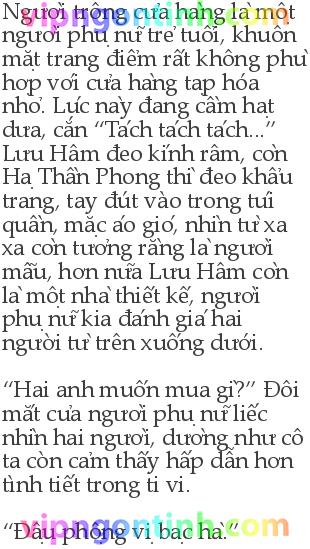 Người trông cửa hàng là một
người phụ nữ trẻ tuổi, khuôn
mặt trang điểm rất không phù
hợp với cửa hàng tạp hóa
nhỏ. Lúc này đang cầm hạt
dưa, cắn “Tách tách tách...”
Lưu Hâm đeo kính râm, còn
Hạ Thần Phong thì đeo khẩu
trang, tay đút vào trong túi
quần, mặc áo gió, nhìn từ xa
xa còn tưởng rằng là người
mẫu, hơn nữa Lưu Hâm còn
là một nhà thiết kế, người
phụ nữ kia đánh giá hai
người từ trên xuống dưới.
“Hai anh muốn mua gì?” Đôi
mắt của người phụ nữ liếc
nhìn hai người, dường như cô
ta còn cảm thấy hấp dẫn hơn
tình tiết trong ti vi.
“Đậu phộng vị bạc hà.”
vipngontinh.com
vipngontinh.com